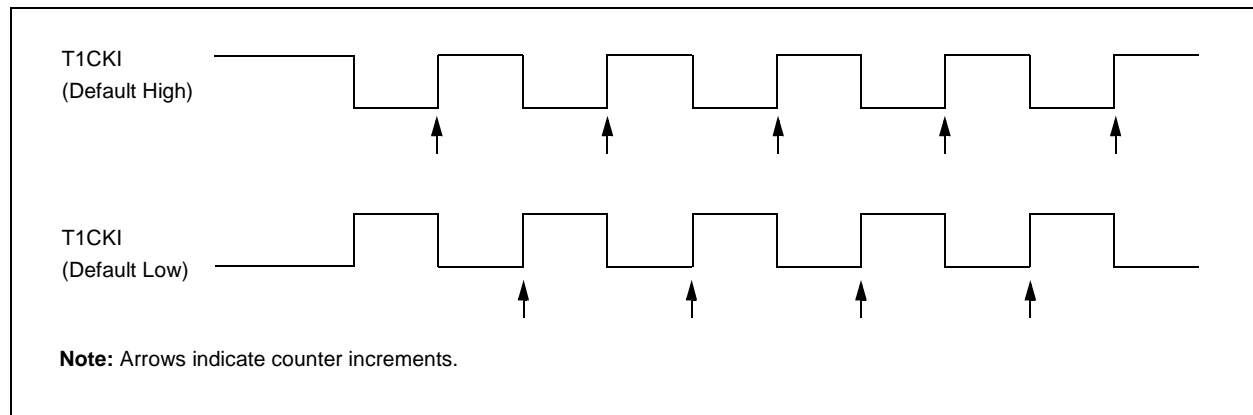 T1CKI
(Default High)
T1CKI
(Default Low)
Note: Arrows indicate counter increments.